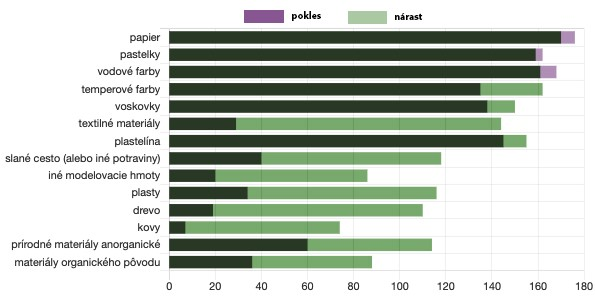 pokles nárast
papier
pastelky
vodové farby
temperové farby
voskovky
textilné materiály
plastelína
slané cesto (alebo iné potraviny)
iné modelovacie hmoty
plasty
drevo
kovy
prírodné materiály anorganické
materiály organického pôvodu
0 20 40 60 80 100 120 140 160 180